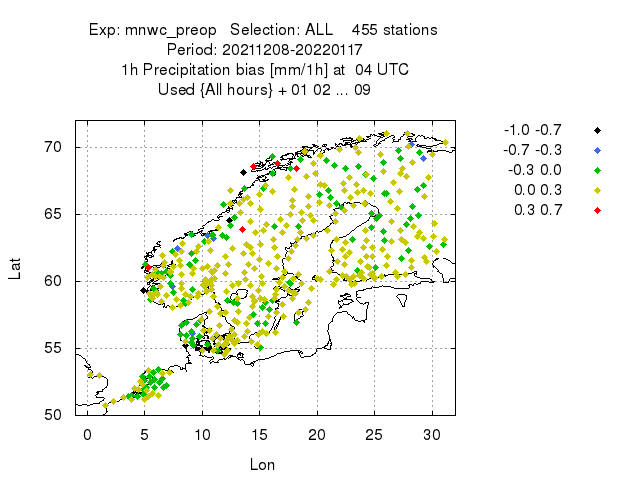 Exp: mnwc_preop   Selection: ALL    455 stations
Period: 20211208-20220117
1h Precipitation bias [mm/1h] at  04 UTC
Used {All hours} + 01 02 ... 09
-1.0 -0.7
-0.7 -0.3
-0.3 0.0
0.0 0.3
0.3 0.7
70
65
60
55
50
Lat
0 5 10 15 20 25 30
Lon